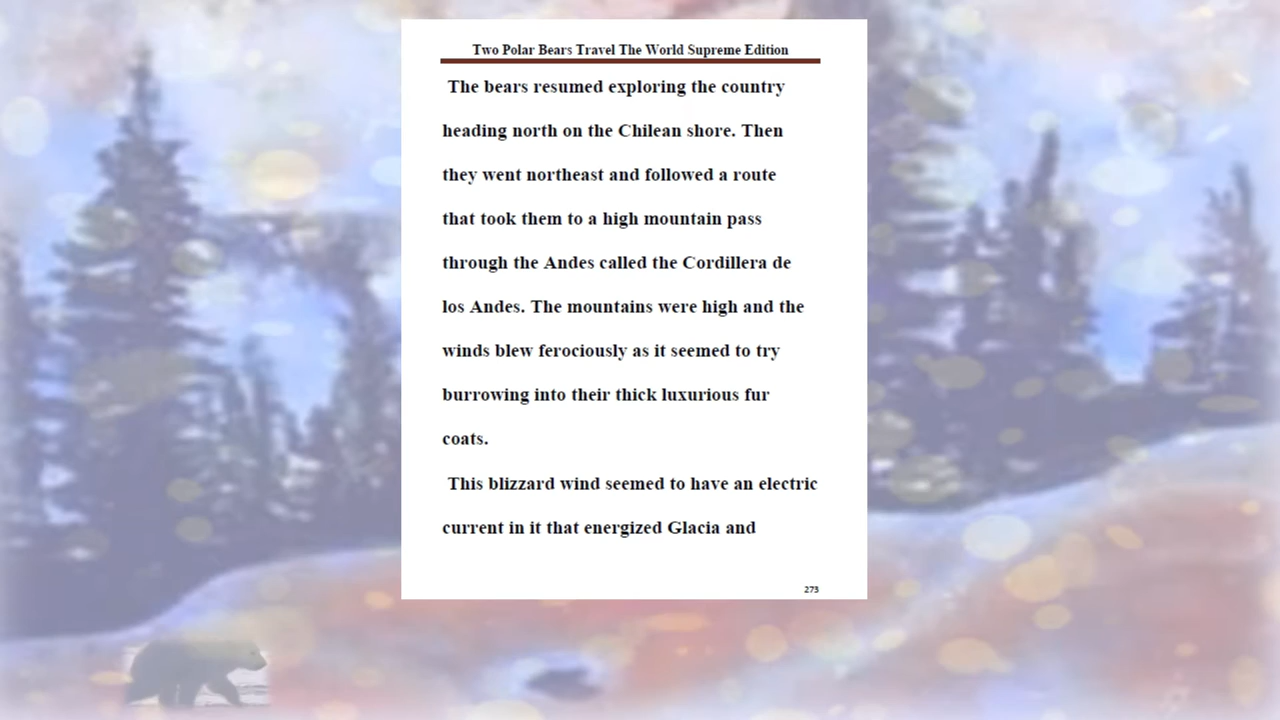 Two Polar Bears Travel The World Supreme Edition
The bears resumed exploring the country
heading north on the Chilean shore. Then
they went northeast and followed a route
that took them to a high mountain pass
through the Andes called the Cordillera de
los Andes. The mountains were high and the
winds blew ferociously as it seemed to try
burrowing into their thick luxurious fur
coats.
This blizzard wind seemed to have an electric
current in it that energized Glacia and
273